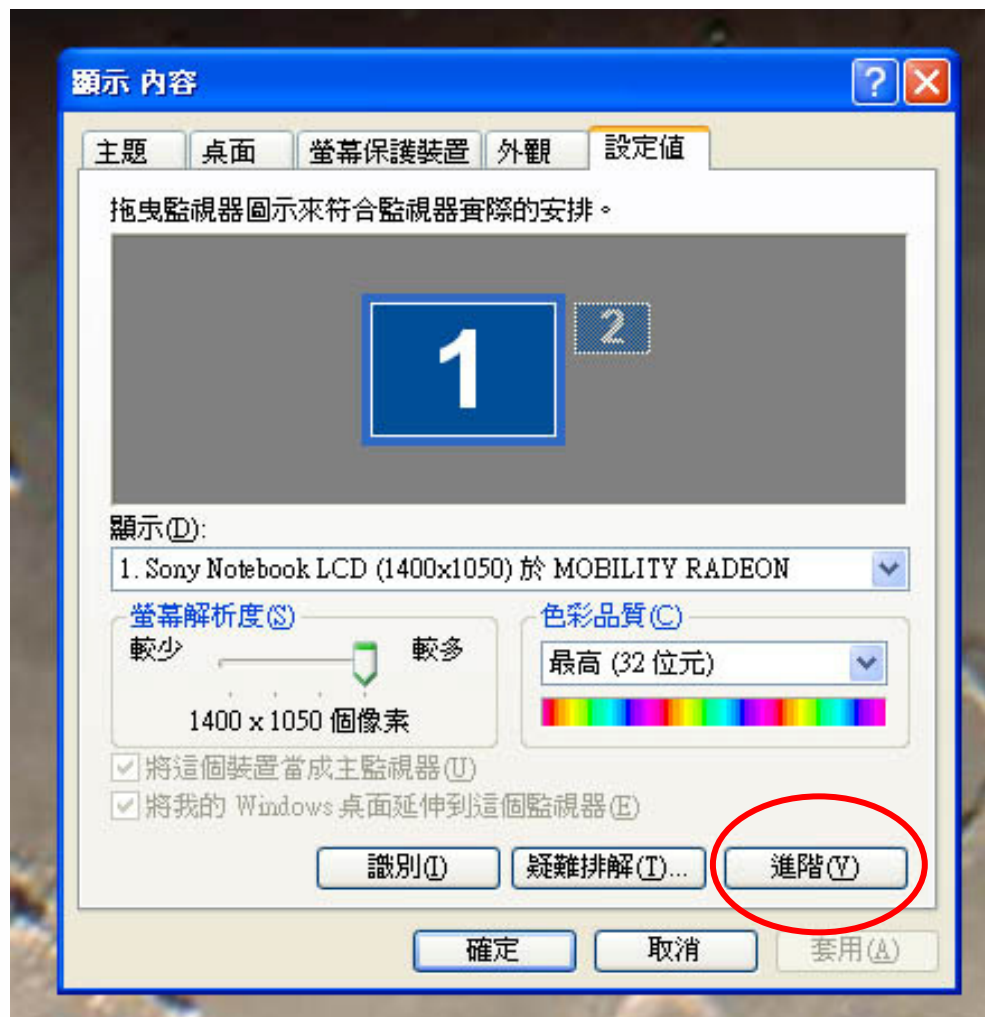 顯示 內容
主題 桌面 螢幕保護裝置 外觀 設定值
拖曳監視器圖示來符合監視器實際的安排。
1 2
顯示(D):
1. Sony Notebook LCD (1400x1050) 於 MOBILITY RADEON
螢幕解析度(S) 色彩品質(C)
較少 較多
最高 (32 位元)
1400 x 1050 個像素
將這個裝置當成主監視器(U)
將我的 Windows 桌面延伸到這個監視器(E)
識別(I) 疑難排解(T)... 進階(V)
確定 取消 套用(A)